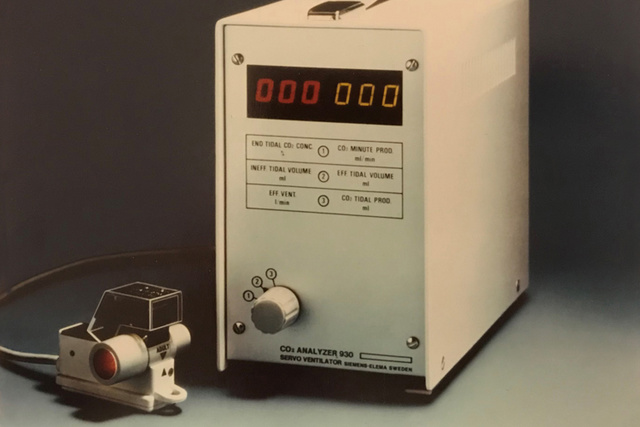 000 000
END TIDAL CO₂ CONC. 1 CO₂ MINUTE PROD.
% ml/min
INEFF TIDAL VOLUME 2 EFF TIDAL VOLUME
ml ml
EFF VENT. 3 CO₂ TIDAL PROD.
l/min ml
1 2 3
ADULT
CO₂ ANALYZER 930
SERVO VENTILATOR SIEMENS-ELEMA SWEDEN